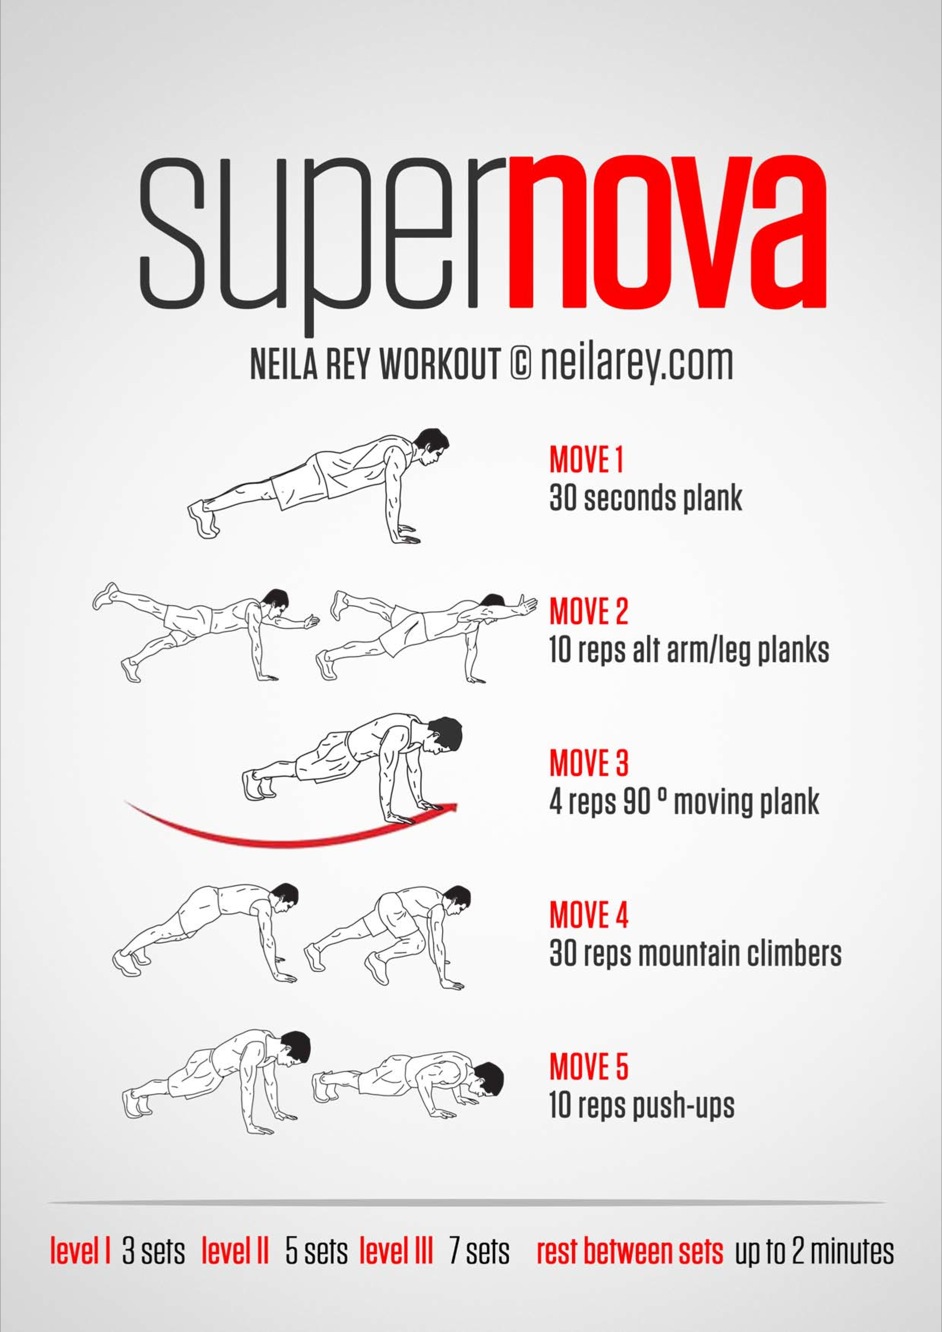 supernova
NEILA REY WORKOUT © neilarey.com
MOVE 1
30 seconds plank
MOVE 2
10 reps alt arm/leg planks
MOVE 3
4 reps 90 º moving plank
MOVE 4
30 reps mountain climbers
MOVE 5
10 reps push-ups
level I 3 sets level II 5 sets level III 7 sets rest between sets up to 2 minutes